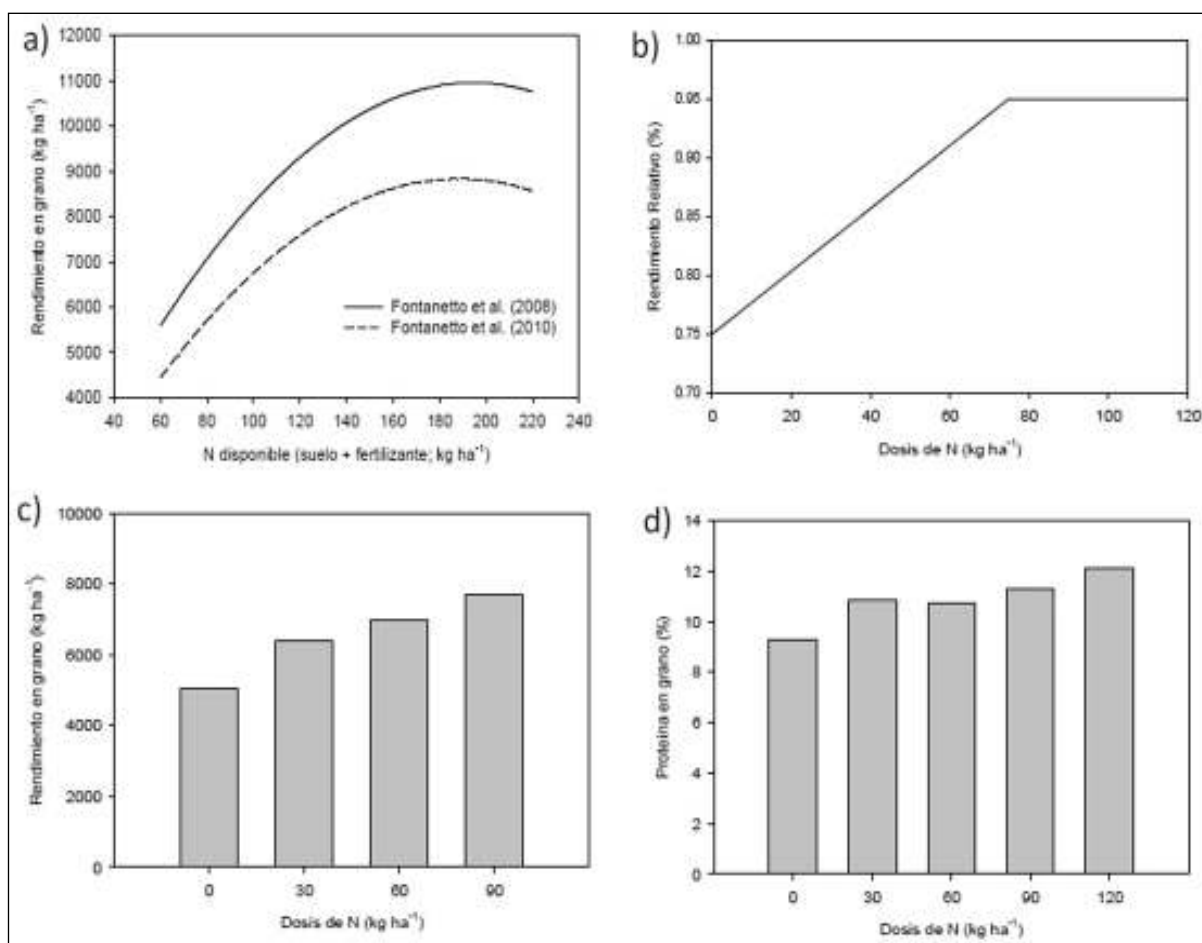 a)
Rendimiento en grano (kg ha⁻¹)
12000
11000
10000
9000
8000
7000
6000
5000
4000
Fontanetto et al. (2008)
Fontanetto et al. (2010)
40 60 80 100 120 140 160 180 200 220 240
N disponible (suelo + fertilizante; kg ha⁻¹)
b)
Rendimiento Relativo (%)
1.00
0.95
0.90
0.85
0.80
0.75
0.70
0 20 40 60 80 100 120
Dosis de N (kg ha⁻¹)
c)
Rendimiento en grano (kg ha⁻¹)
10000
8000
6000
4000
2000
0
0 30 60 90
Dosis de N (kg ha⁻¹)
d)
Proteína en grano (%)
14
12
10
8
6
4
2
0
0 30 60 90 120
Dosis de N (kg ha⁻¹)